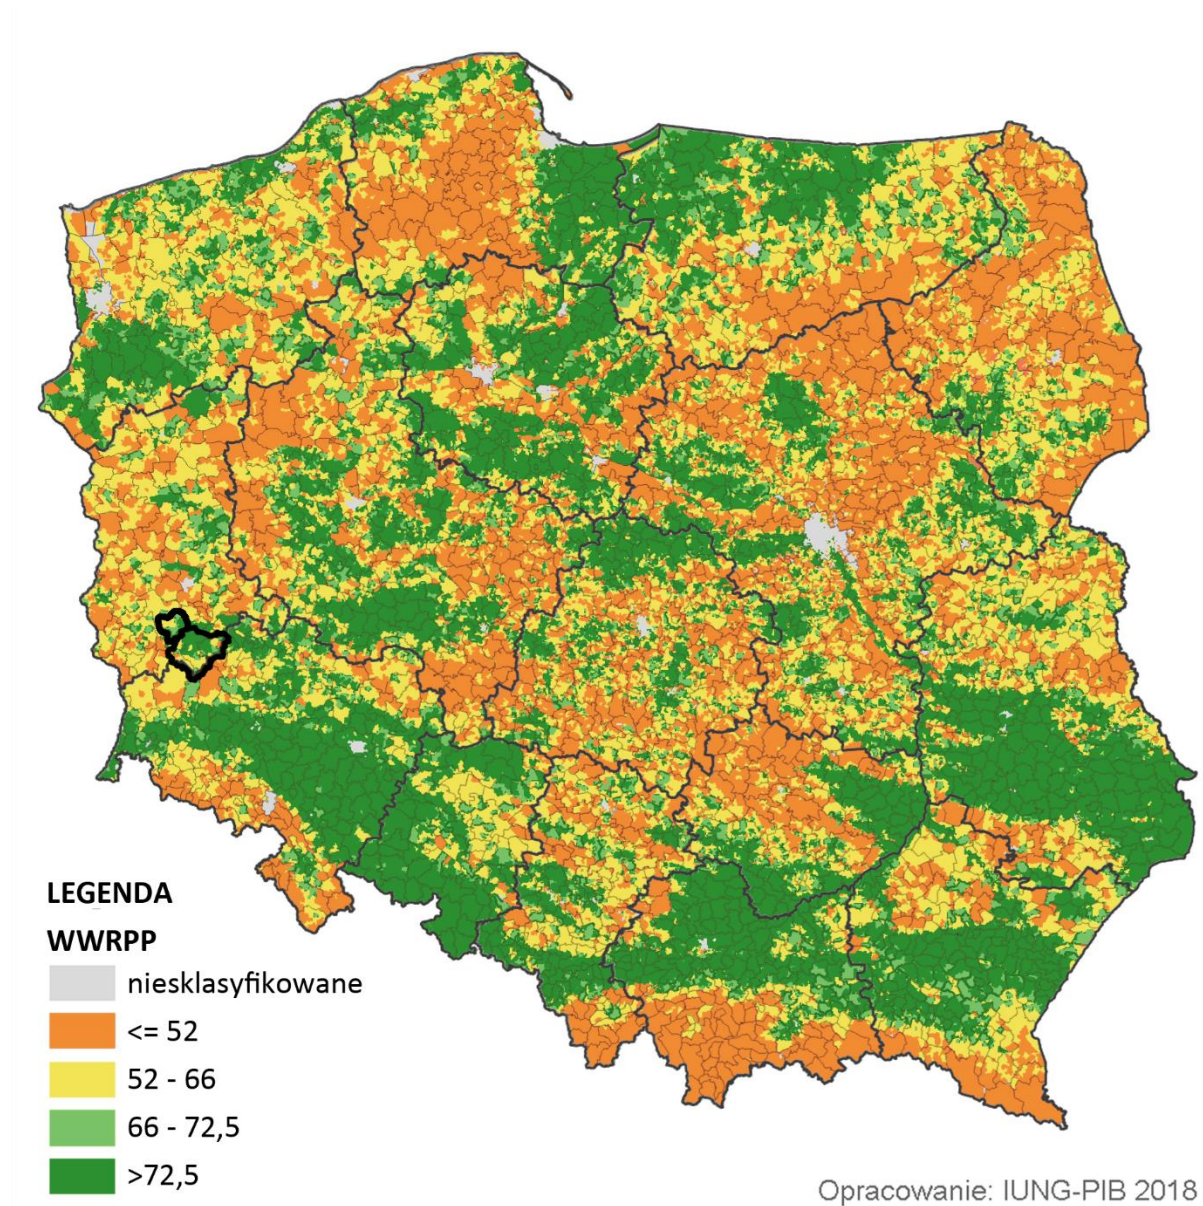 LEGENDA
WWRPP
niesklasyfikowane
<= 52
52 - 66
66 - 72,5
>72,5
Opracowanie: IUNG-PIB 2018